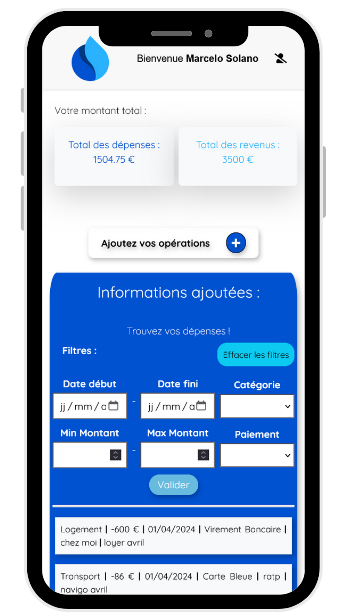 Bienvenue Marcelo Solano
Votre montant total :
Total des dépenses :
1504.75 €
Total des revenus :
3500 €
Ajoutez vos opérations
Informations ajoutées :
Trouvez vos dépenses !
Filtres :
Effacer les filtres
Date début
Date fini
Catégorie
jj/mm/a
-
jj/mm/a
Min Montant
Max Montant
Paiement
-
Valider
Logement | -600 € | 01/04/2024 | Virement Bancaire |
chez moi | loyer avril
Transport | -86 € | 01/04/2024 | Carte Bleue | ratp |
navigo avril